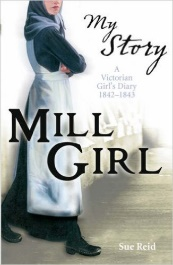 My
Story
A
Victorian
Girl's Diary
1842-1843
MILL
GIRL
Sue Reid